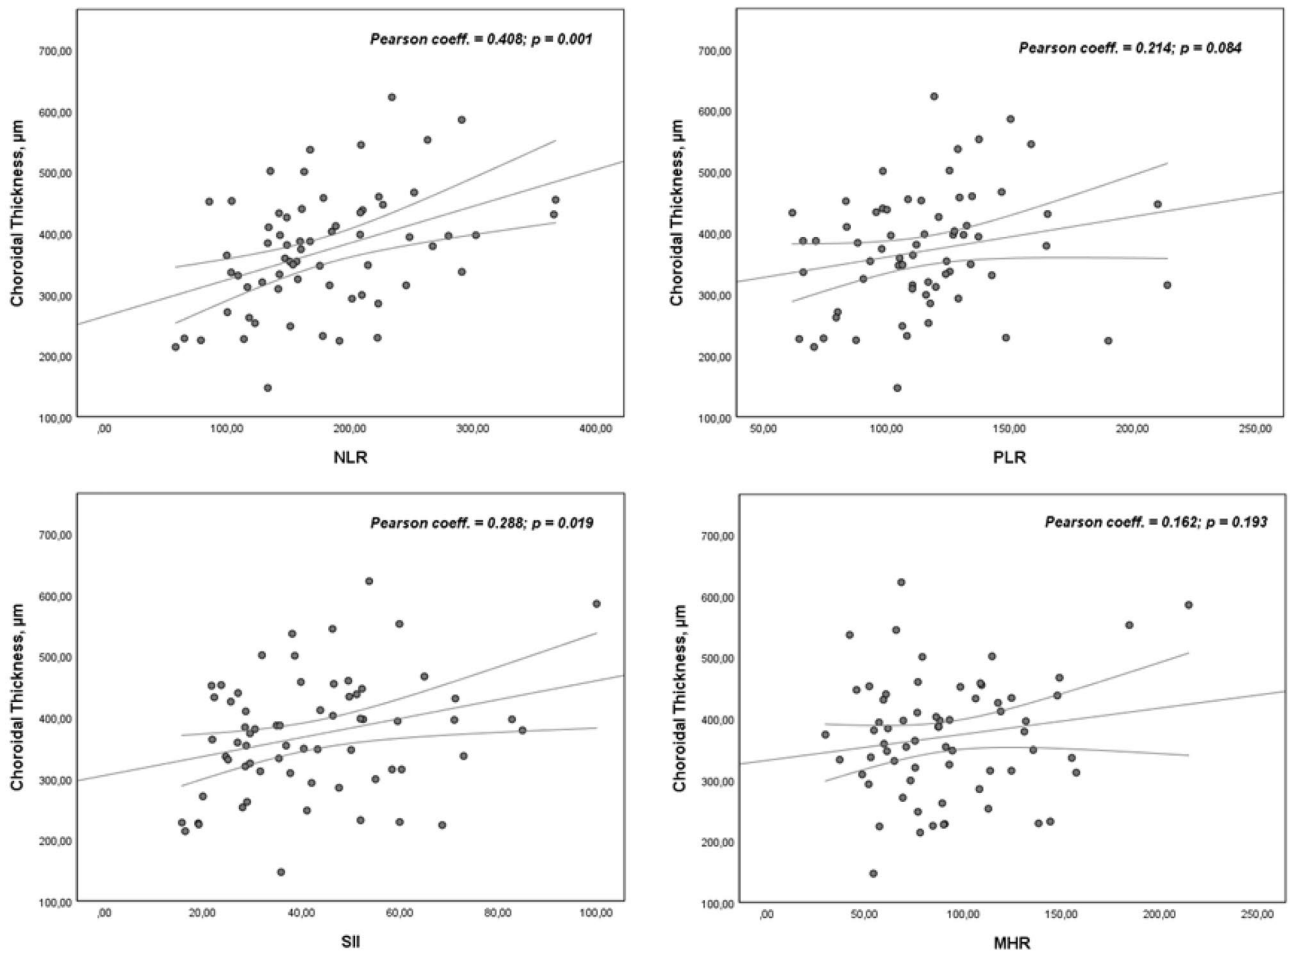 Pearson coeff. = 0.408; p = 0.001
700,00
600,00
500,00
400,00
300,00
200,00
100,00
Choroidal Thickness, µm
,00 100,00 200,00 300,00 400,00
NLR
Pearson coeff. = 0.214; p = 0.084
700,00
600,00
500,00
400,00
300,00
200,00
100,00
Choroidal Thickness, µm
50,00 100,00 150,00 200,00 250,00
PLR
Pearson coeff. = 0.288; p = 0.019
700,00
600,00
500,00
400,00
300,00
200,00
100,00
Choroidal Thickness, µm
,00 20,00 40,00 60,00 80,00 100,00
SII
Pearson coeff. = 0.162; p = 0.193
700,00
600,00
500,00
400,00
300,00
200,00
100,00
Choroidal Thickness, µm
,00 50,00 100,00 150,00 200,00 250,00
MHR